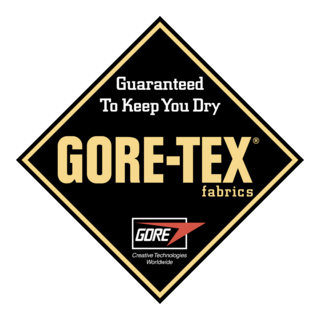 Guaranteed
To Keep You Dry
GORE-TEX®
fabrics
GORE
Creative Technologies
Worldwide